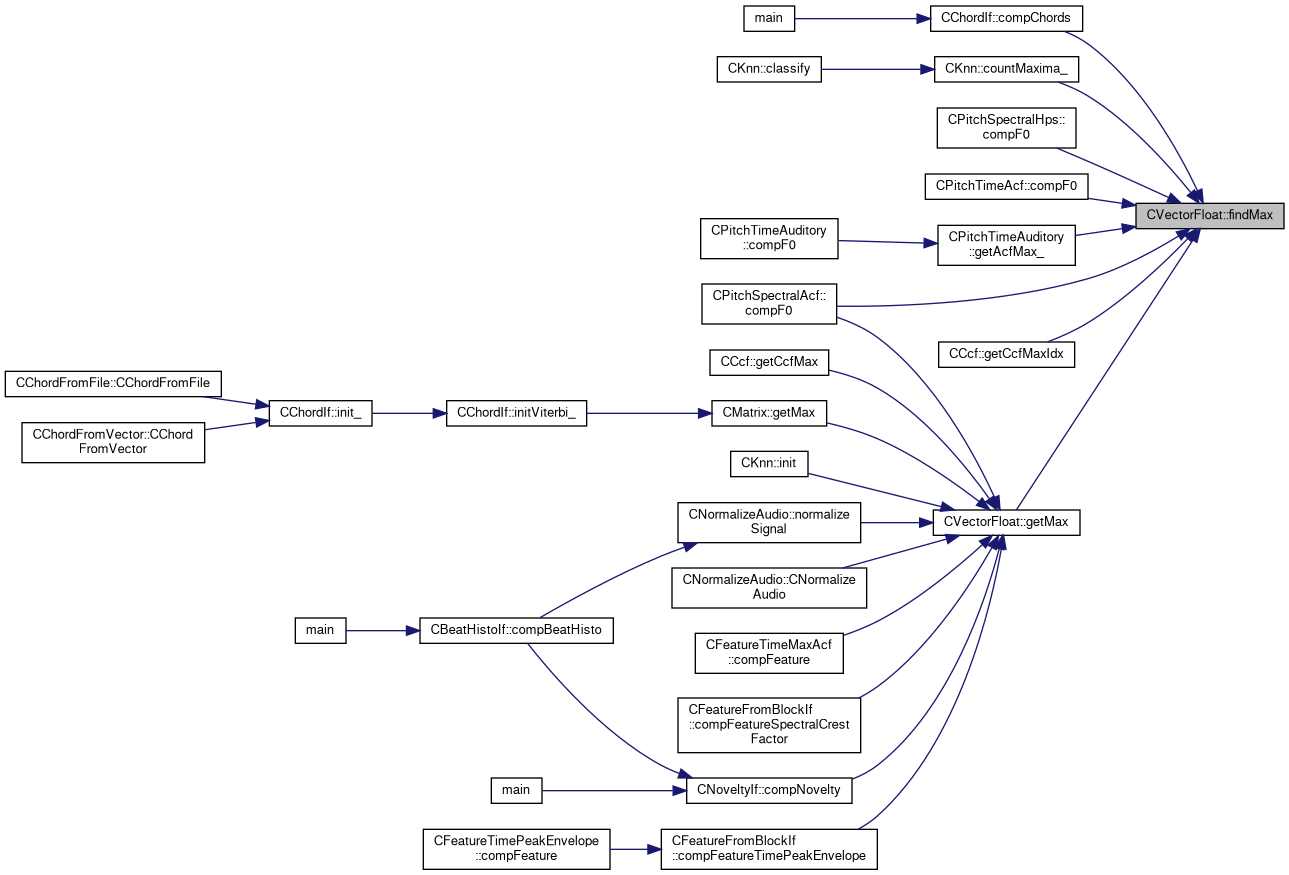 main
CChordIf::compChords
CKnn::classify
CKnn::countMaxima_
CPitchSpectralHps::
compF0
CPitchTimeAcf::compF0
CVectorFloat::findMax
CPitchTimeAuditory
::compF0
CPitchTimeAuditory
::getAcfMax_
CPitchSpectralAcf::
compF0
CCcf::getCcfMaxIdx
CCcf::getCcfMax
CChordFromFile::CChordFromFile
CChordIf::init_
CChordIf::initViterbi_
CMatrix::getMax
CChordFromVector::CChord
FromVector
CKnn::init
CNormalizeAudio::normalize
Signal
CVectorFloat::getMax
CNormalizeAudio::CNormalize
Audio
main
CBeatHistoIf::compBeatHisto
CFeatureTimeMaxAcf
::compFeature
CFeatureFromBlockIf
::compFeatureSpectralCrest
Factor
main
CNoveltyIf::compNovelty
CFeatureTimePeakEnvelope
::compFeature
CFeatureFromBlockIf
::compFeatureTimePeakEnvelope